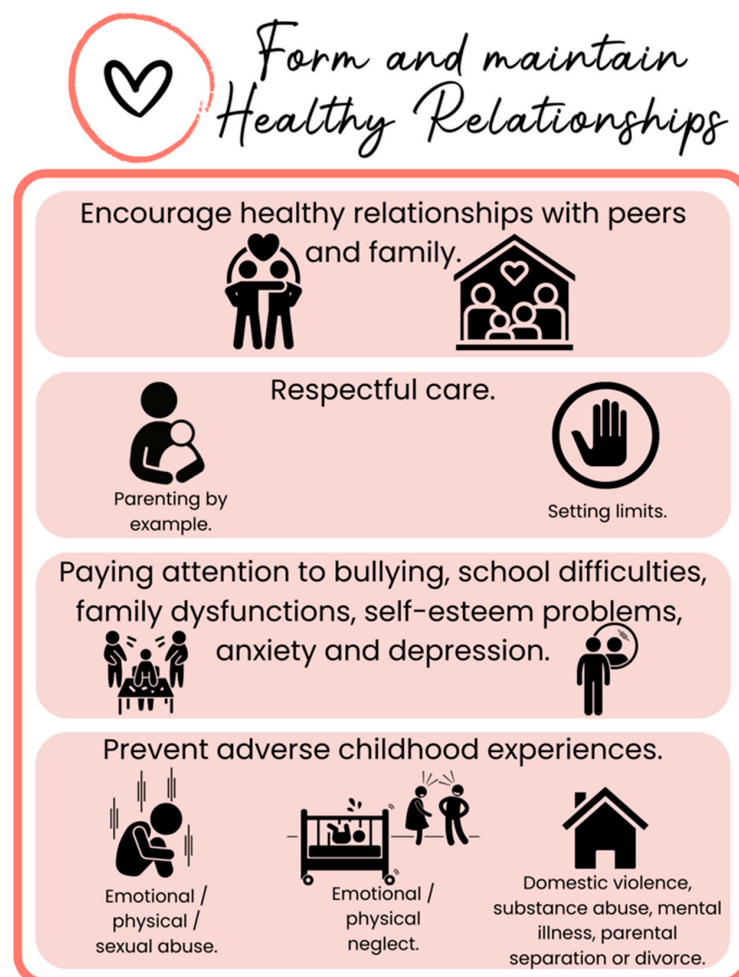 Form and maintain
Healthy Relationships
Encourage healthy relationships with peers
and family.
Respectful care.
Parenting by
example.
Setting limits.
Paying attention to bullying, school difficulties,
family dysfunctions, self-esteem problems,
anxiety and depression.
Prevent adverse childhood experiences.
Emotional /
physical /
sexual abuse.
Emotional /
physical
neglect.
Domestic violence,
substance abuse, mental
illness, parental
separation or divorce.